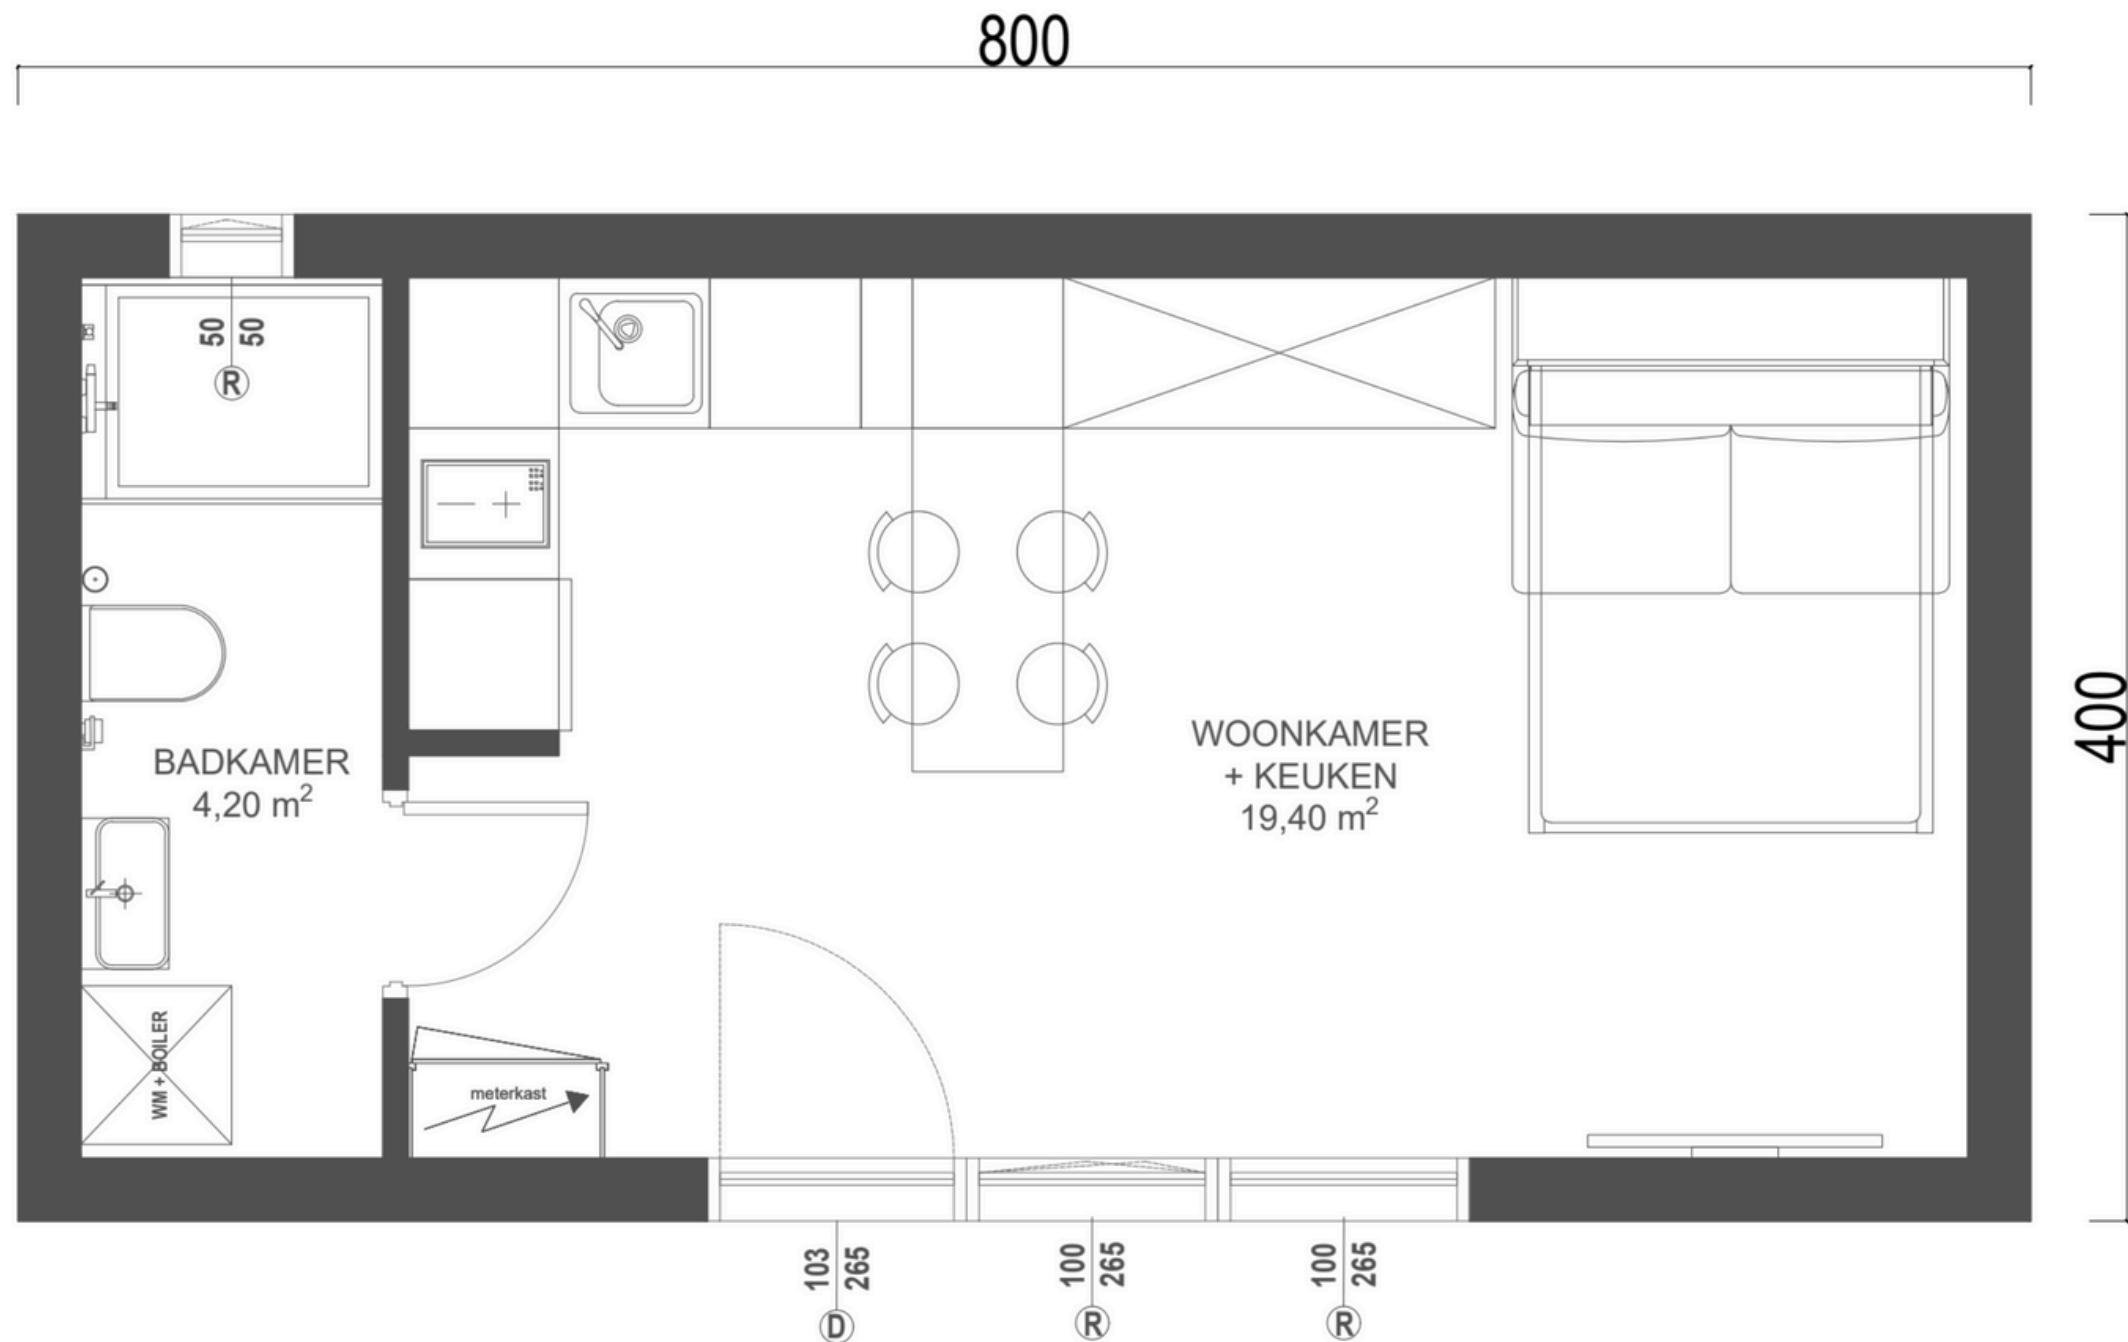 800
50
50
R
400
BADKAMER
4,20 m²
WOONKAMER
+ KEUKEN
19,40 m²
WM + BOILER
meterkast
103
265
D
100
265
R
100
265
R